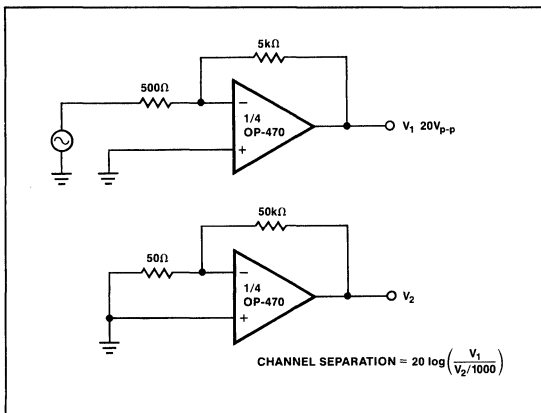 5kΩ
500Ω
−
1/4
OP-470
+
V₁ 20Vp-p
50kΩ
50Ω
−
1/4
OP-470
+
V₂
CHANNEL SEPARATION = 20 log(V₁ / (V₂/1000))